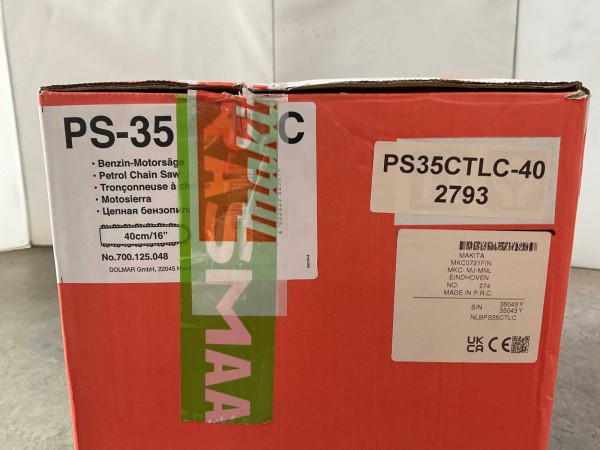 PS-35 C
• Benzin-Motorsäge
• Petrol Chain Saw
• Tronçonneuse à
• Motosierra
• Цепная
40cm/16"
No.700.125.048
DOLMAR GmbH, 22045
KASMAA
PS35CTLC-40
2793
MAKITA
MKC0721FIN
MKC- MJ-MNL
EINDHOVEN
NO. 274
MADE IN P.R.C.
S/N 35043 Y
35043 Y
NLBPS35CTLC
UK CA CE